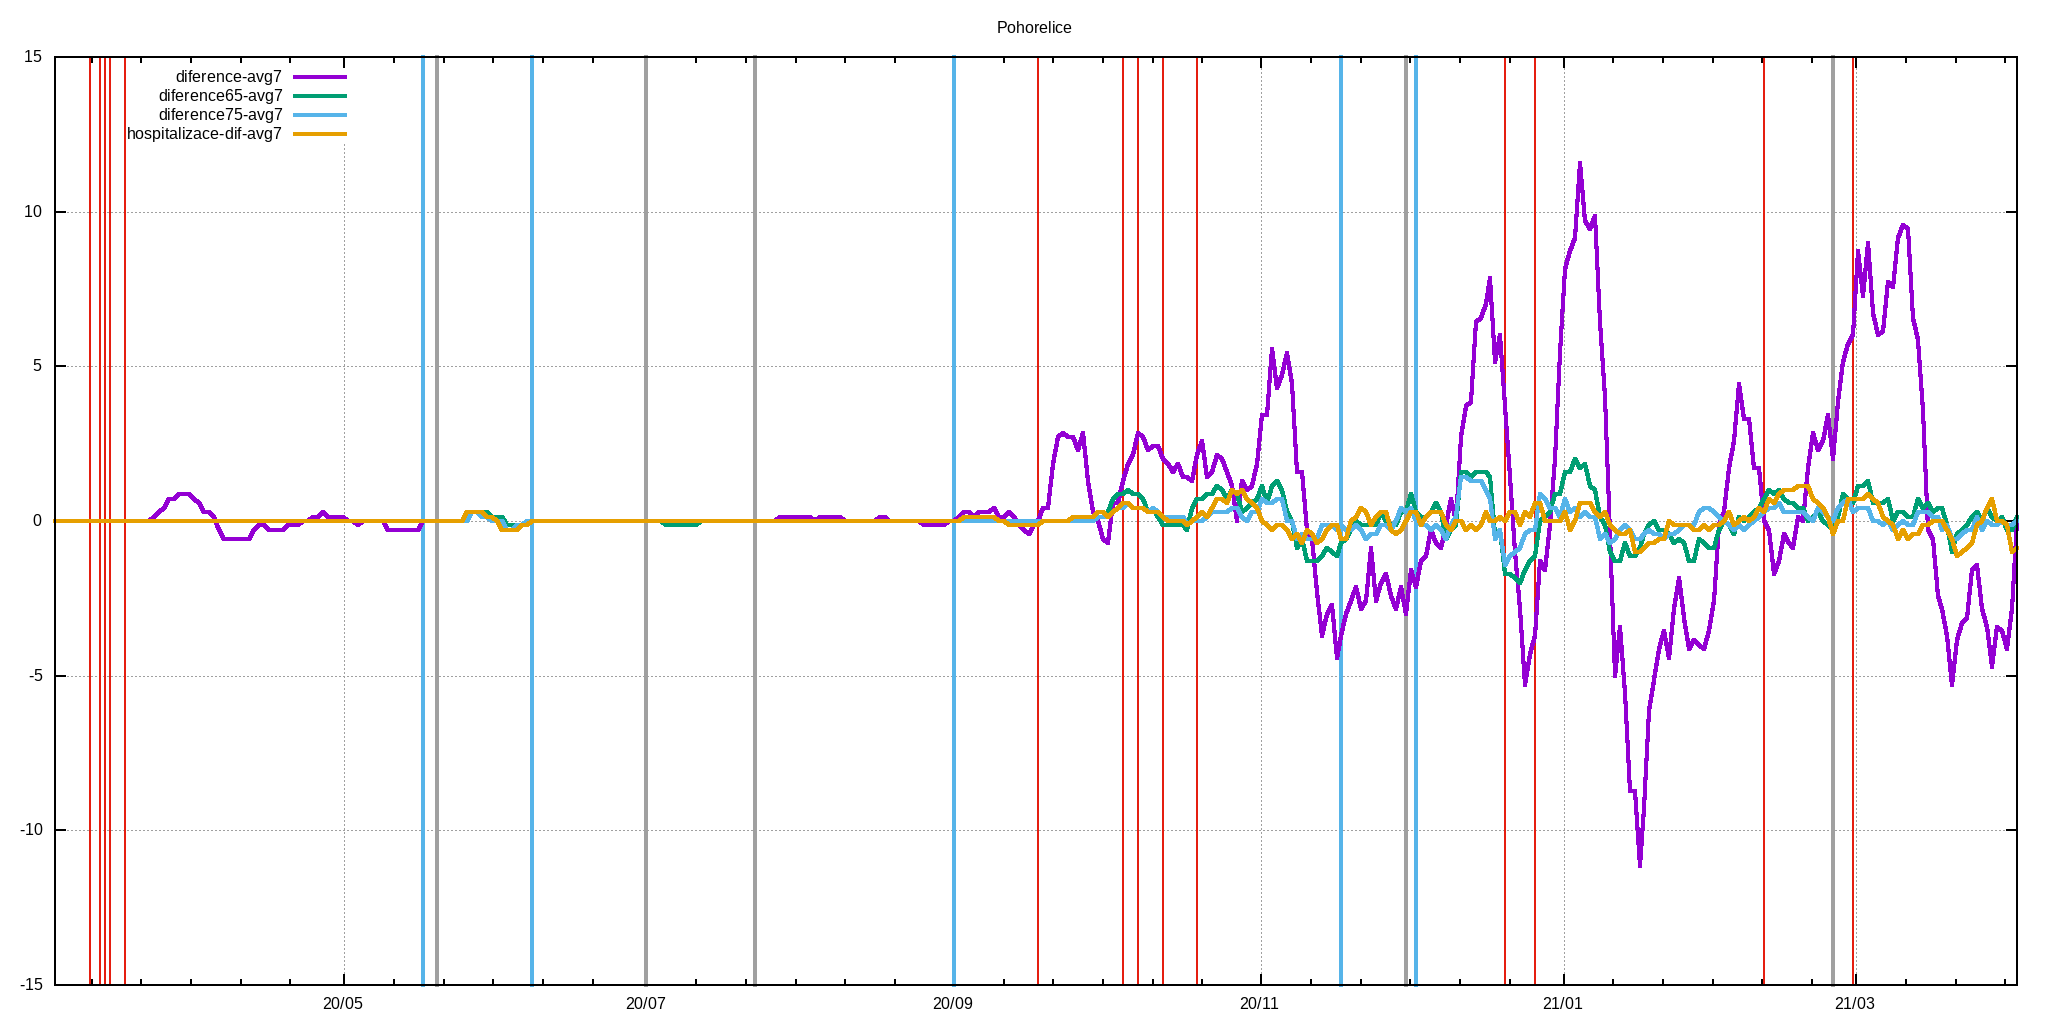 Pohorelice
15
diference-avg7
diference65-avg7
diference75-avg7
hospitalizace-dif-avg7
10
5
0
-5
-10
-15
20/05 20/07 20/09 20/11 21/01 21/03